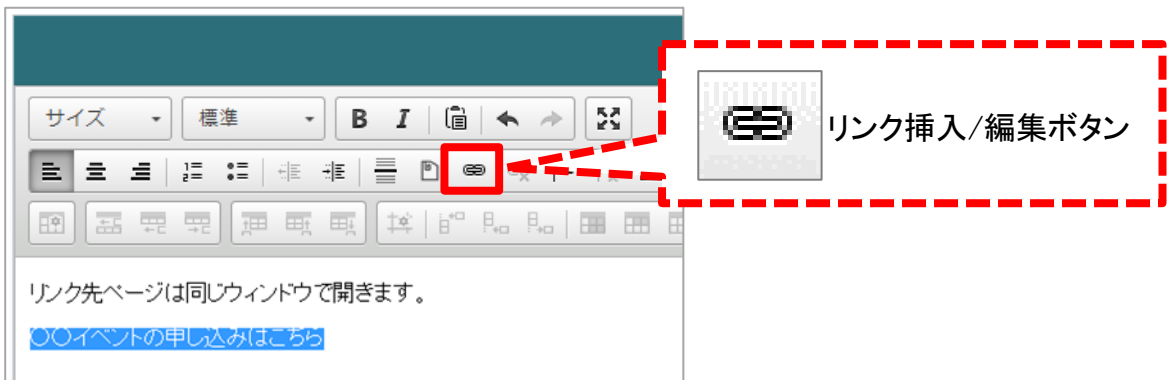 サイズ
標準
B
I
リンク挿入/編集ボタン
リンク先ページは同じウィンドウで開きます。
〇〇イベントの申し込みはこちら